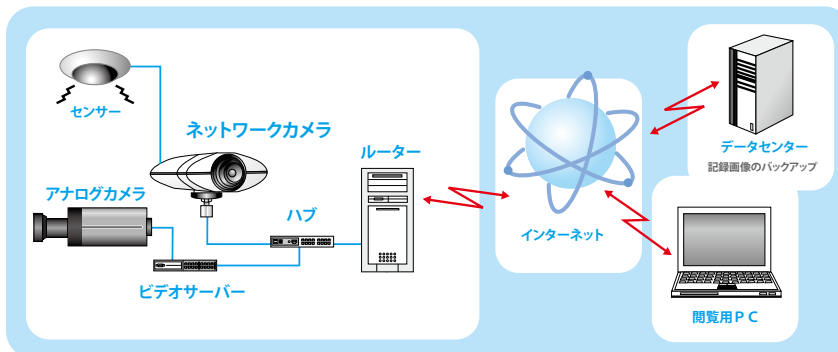 センサー
ネットワークカメラ
ルーター
アナログカメラ
ハブ
ビデオサーバー
インターネット
データセンター
記録画像のバックアップ
閲覧用ＰＣ